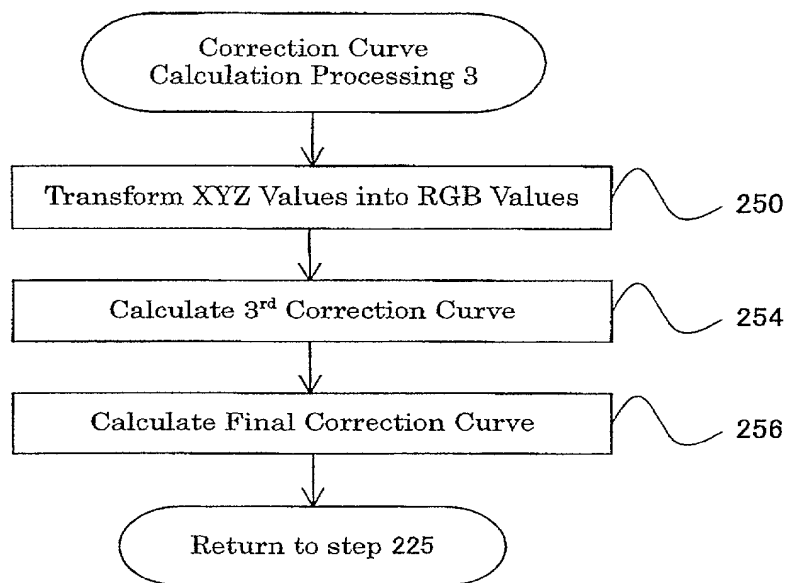 Correction Curve
Calculation Processing 3
Transform XYZ Values into RGB Values
250
Calculate 3rd Correction Curve
254
Calculate Final Correction Curve
256
Return to step 225